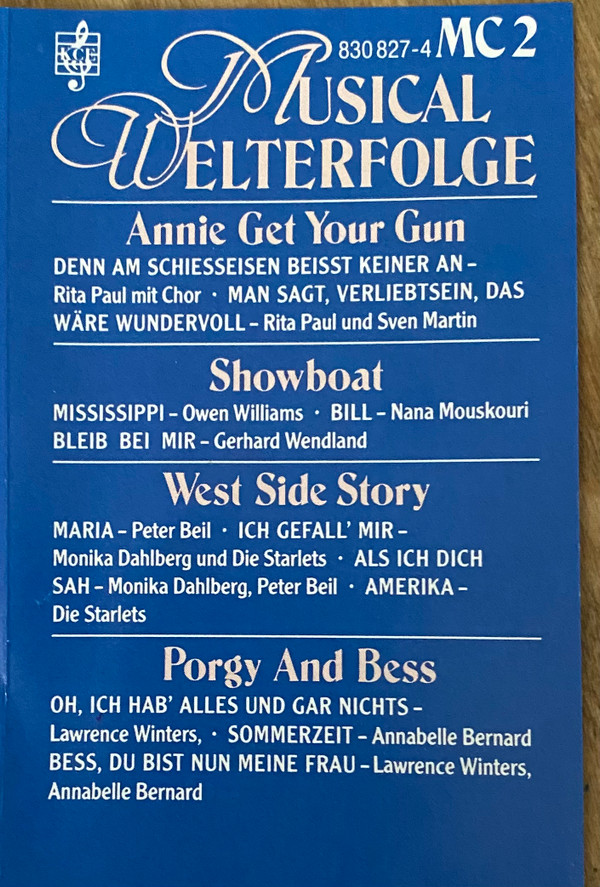 KCE
830 827-4 MC 2
MUSICAL
WELTERFOLGE
Annie Get Your Gun
DENN AM SCHIESSEISEN BEISST KEINER AN –
Rita Paul mit Chor · MAN SAGT, VERLIEBTSEIN, DAS
WÄRE WUNDERVOLL – Rita Paul und Sven Martin
Showboat
MISSISSIPPI – Owen Williams · BILL – Nana Mouskouri
BLEIB BEI MIR – Gerhard Wendland
West Side Story
MARIA – Peter Beil · ICH GEFALL' MIR –
Monika Dahlberg und Die Starlets · ALS ICH DICH
SAH – Monika Dahlberg, Peter Beil · AMERIKA –
Die Starlets
Porgy And Bess
OH, ICH HAB' ALLES UND GAR NICHTS –
Lawrence Winters, · SOMMERZEIT – Annabelle Bernard
BESS, DU BIST NUN MEINE FRAU – Lawrence Winters,
Annabelle Bernard